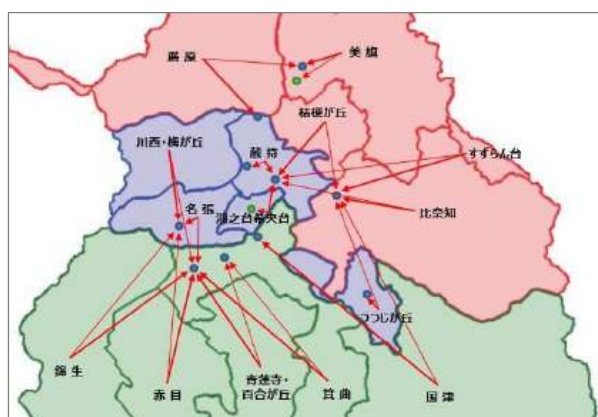 美 旗
桔梗が丘
川西・梅が丘
蔵 持
すずらん台
名 張
鴻之台希央台
比奈知
つつじが丘
錦 生
赤 目
青蓮寺・
百合が丘
箕 曲
国 津